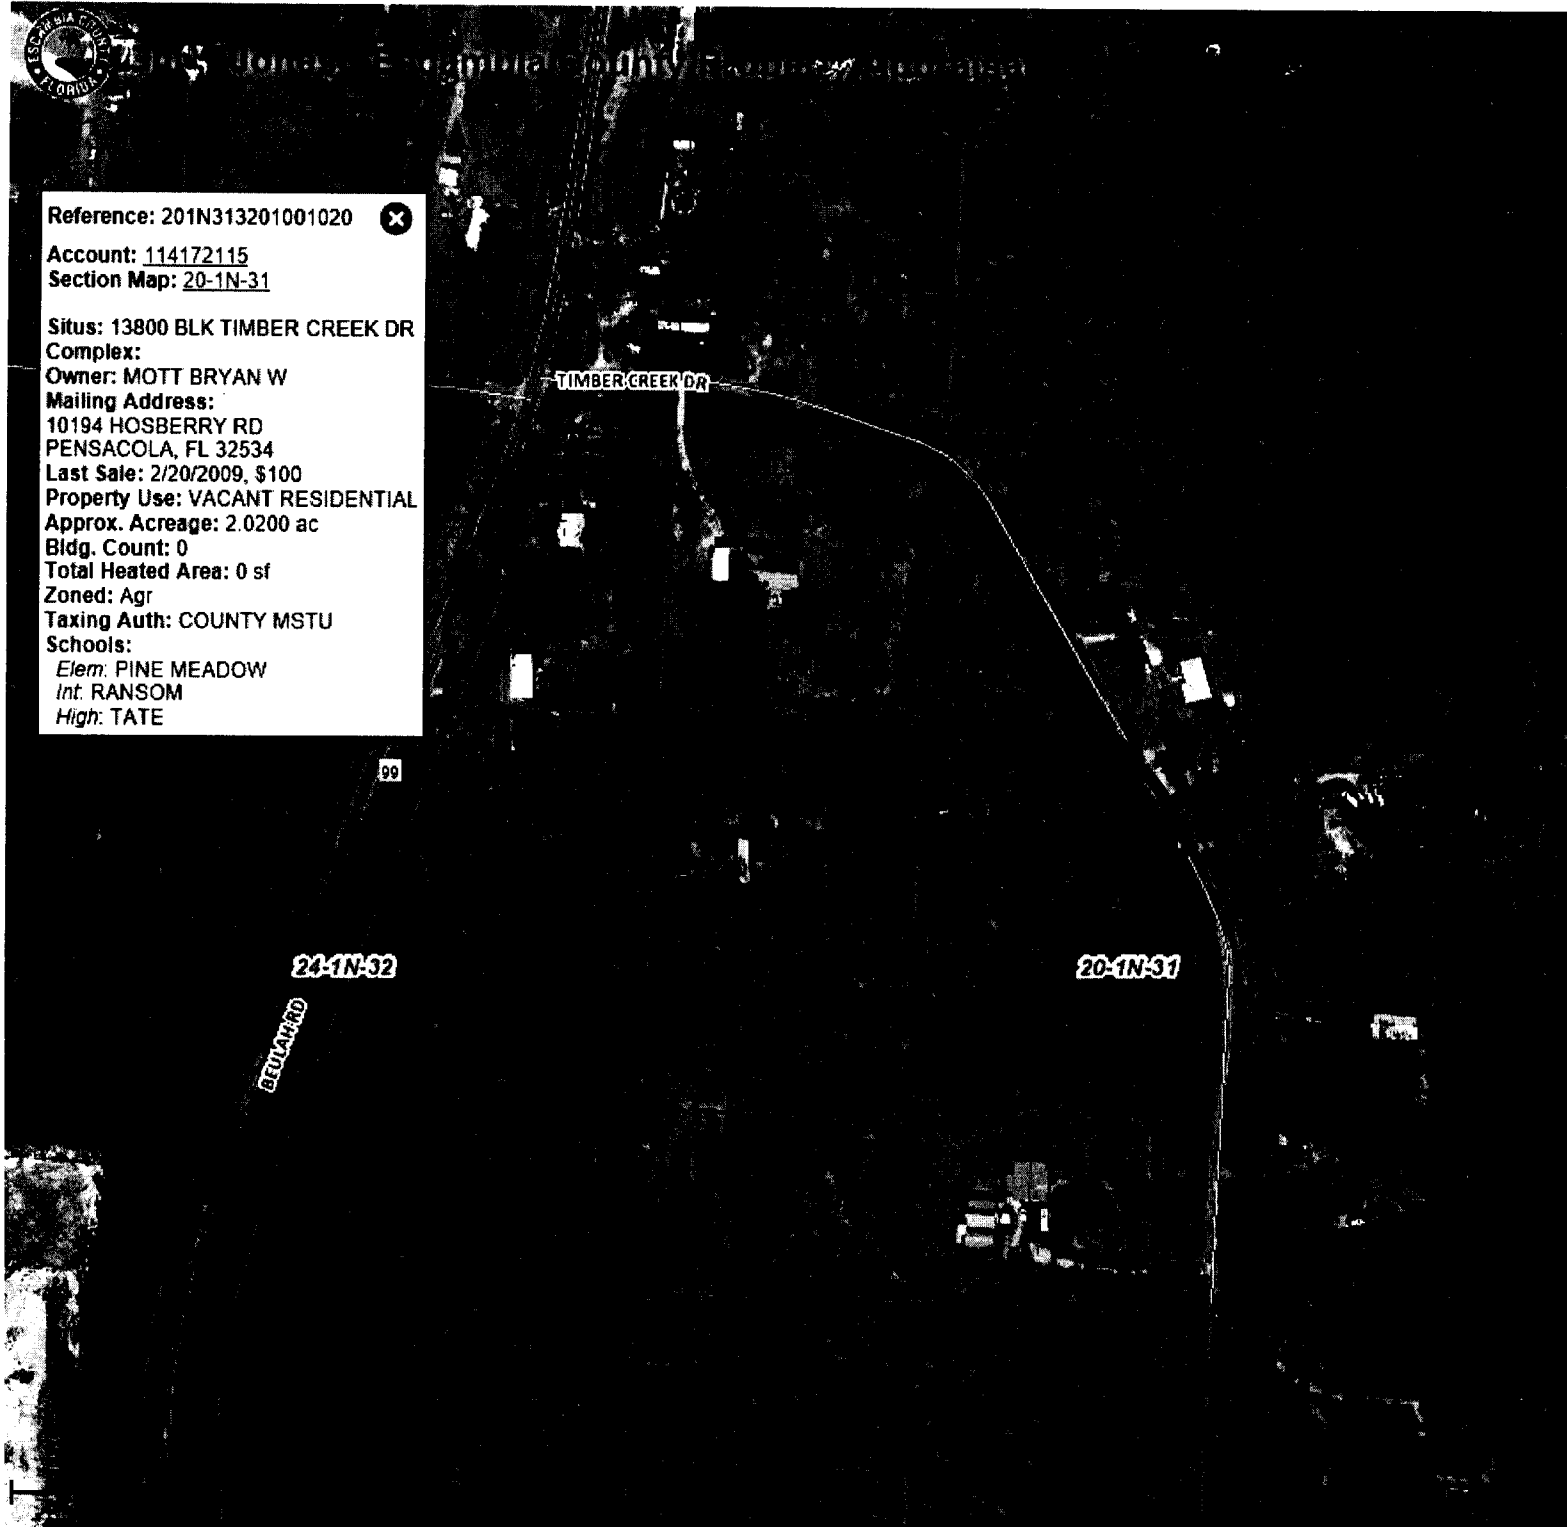 ESCAMBIA COUNTY
FLORIDA
Reference: 201N313201001020
Account: 114172115
Section Map: 20-1N-31
Situs: 13800 BLK TIMBER CREEK DR
Complex:
Owner: MOTT BRYAN W
Mailing Address:
10194 HOSBERRY RD
PENSACOLA, FL 32534
Last Sale: 2/20/2009, $100
Property Use: VACANT RESIDENTIAL
Approx. Acreage: 2.0200 ac
Bldg. Count: 0
Total Heated Area: 0 sf
Zoned: Agr
Taxing Auth: COUNTY MSTU
Schools:
Elem: PINE MEADOW
Int: RANSOM
High: TATE
TIMBER CREEK DR
99
24-1N-32
20-1N-31
BEULAH RD